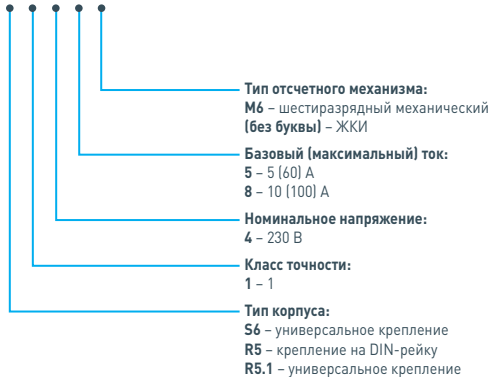 Тип отсчетного механизма:
М6 – шестиразрядный механический
(без буквы) – ЖКИ
Базовый (максимальный) ток:
5 – 5 (60) А
8 – 10 (100) А
Номинальное напряжение:
4 – 230 В
Класс точности:
1 – 1
Тип корпуса:
S6 – универсальное крепление
R5 – крепление на DIN-рейку
R5.1 – универсальное крепление